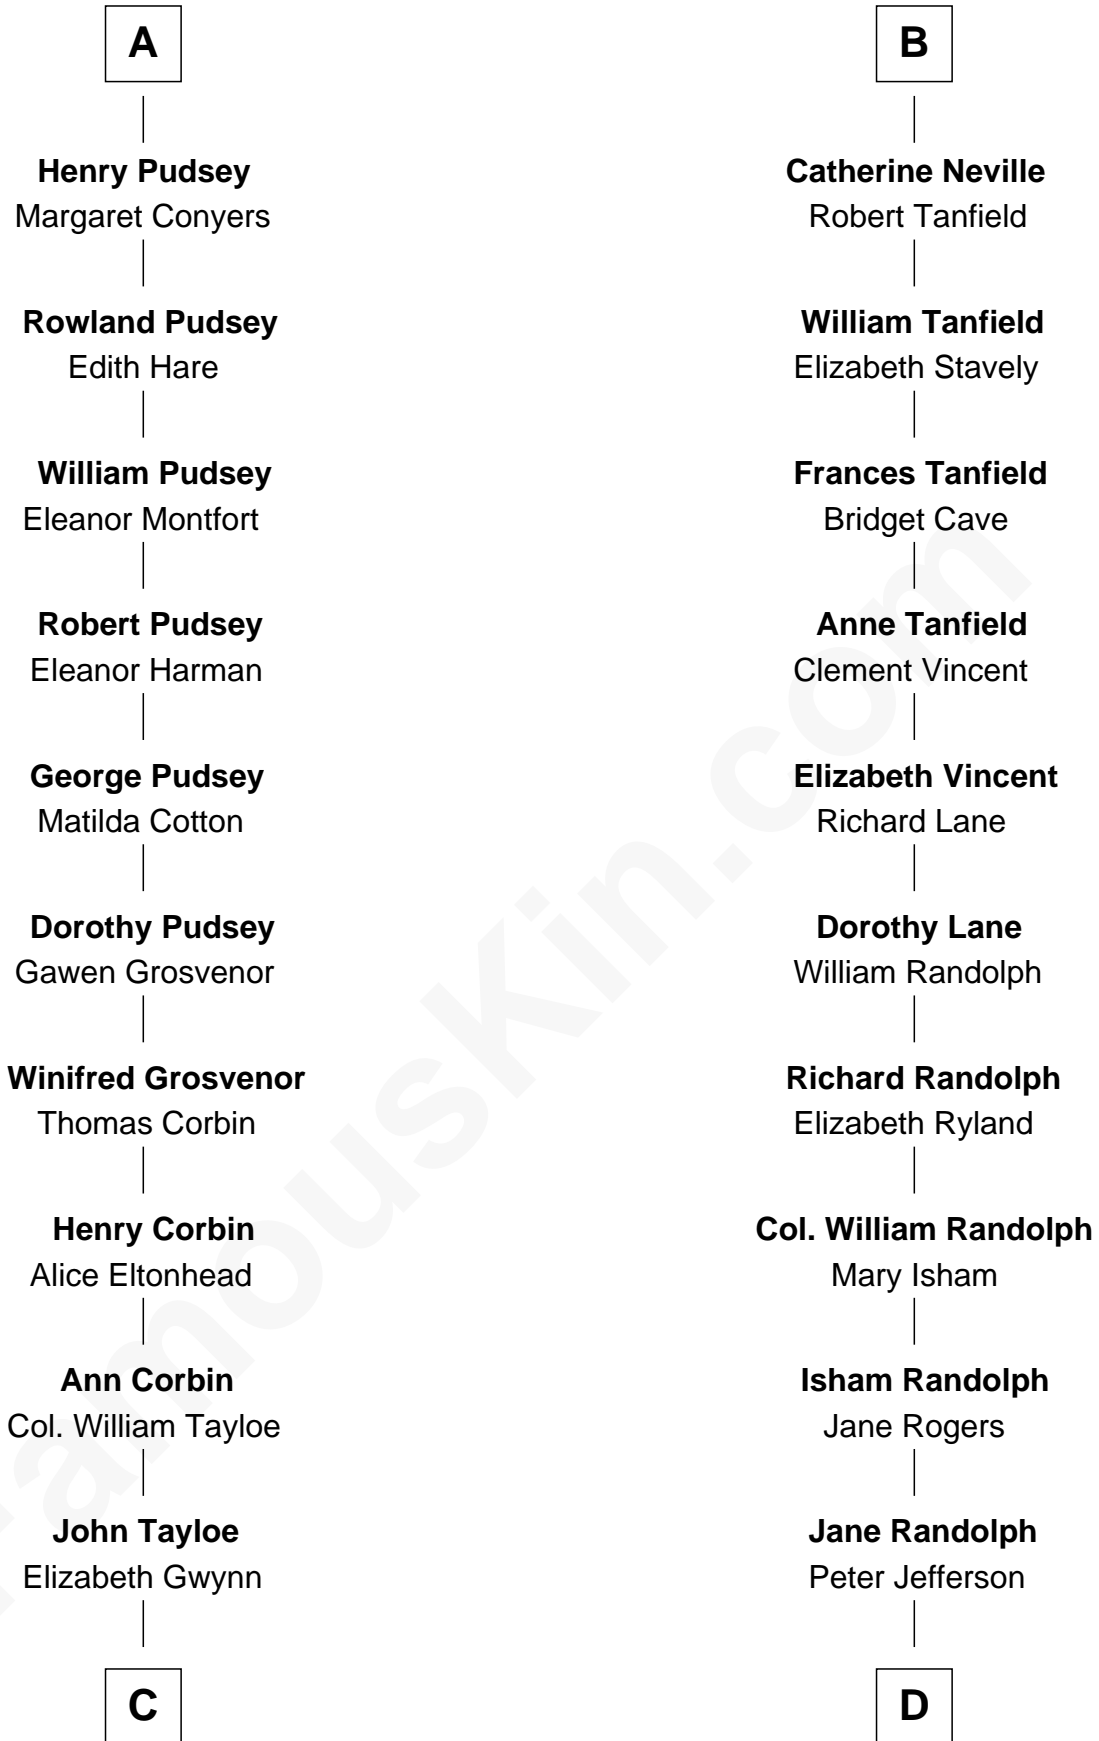 A
Henry Pudsey
Margaret Conyers
Rowland Pudsey
Edith Hare
William Pudsey
Eleanor Montfort
Robert Pudsey
Eleanor Harman
George Pudsey
Matilda Cotton
Dorothy Pudsey
Gawen Grosvenor
Winifred Grosvenor
Thomas Corbin
Henry Corbin
Alice Eltonhead
Ann Corbin
Col. William Tayloe
John Tayloe
Elizabeth Gwynn
C
B
Catherine Neville
Robert Tanfield
William Tanfield
Elizabeth Stavely
Frances Tanfield
Bridget Cave
Anne Tanfield
Clement Vincent
Elizabeth Vincent
Richard Lane
Dorothy Lane
William Randolph
Richard Randolph
Elizabeth Ryland
Col. William Randolph
Mary Isham
Isham Randolph
Jane Rogers
Jane Randolph
Peter Jefferson
D
FamousKin.com